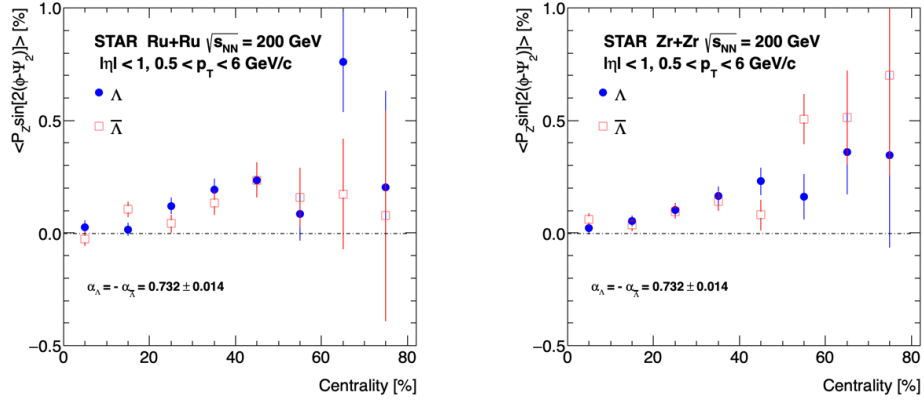 <P_Z sin[2(φ-Ψ_2)]> [%]
1.0
0.5
0.0
−0.5
STAR Ru+Ru √s_NN = 200 GeV
|η| < 1, 0.5 < p_T < 6 GeV/c
Λ
Λ̅
α_Λ = - α_Λ̅ = 0.732 ± 0.014
0 20 40 60 80
Centrality [%]
<P_Z sin[2(φ-Ψ_2)]> [%]
1.0
0.5
0.0
−0.5
STAR Zr+Zr √s_NN = 200 GeV
|η| < 1, 0.5 < p_T < 6 GeV/c
Λ
Λ̅
α_Λ = - α_Λ̅ = 0.732 ± 0.014
0 20 40 60 80
Centrality [%]